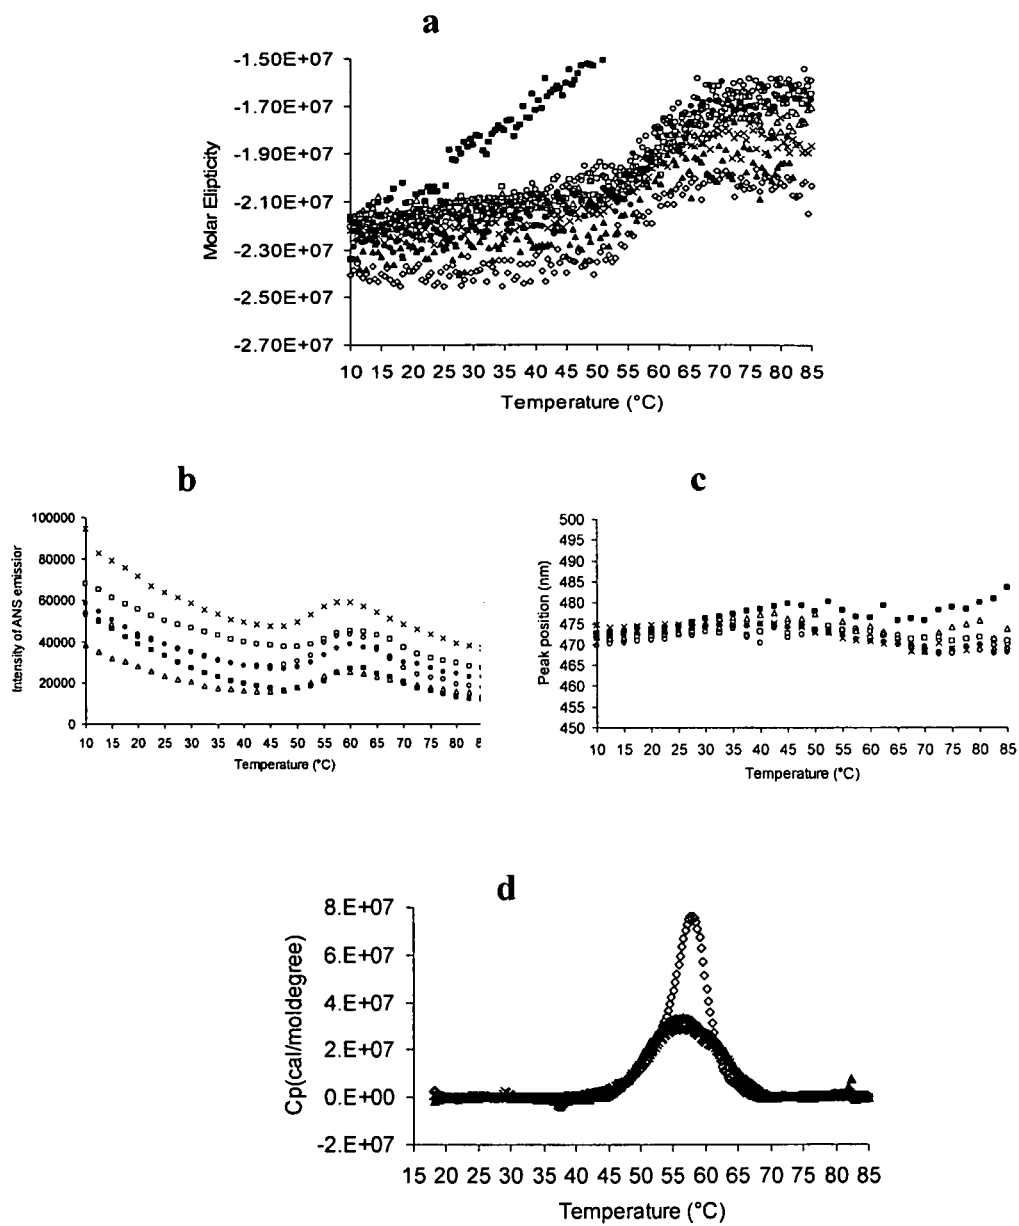 a
-1.50E+07
-1.70E+07
-1.90E+07
-2.10E+07
-2.30E+07
-2.50E+07
-2.70E+07
Molar Elipticity
10 15 20 25 30 35 40 45 50 55 60 65 70 75 80 85
Temperature (°C)
b
100000
80000
60000
40000
20000
0
Intensity of ANS emission
10 15 20 25 30 35 40 45 50 55 60 65 70 75 80
Temperature (°C)
c
500
495
490
485
480
475
470
465
460
455
450
Peak position (nm)
10 15 20 25 30 35 40 45 50 55 60 65 70 75 80 85
Temperature (°C)
d
8.E+07
6.E+07
4.E+07
2.E+07
0.E+00
-2.E+07
Cp(cal/moldegree)
15 20 25 30 35 40 45 50 55 60 65 70 75 80 85
Temperature (°C)